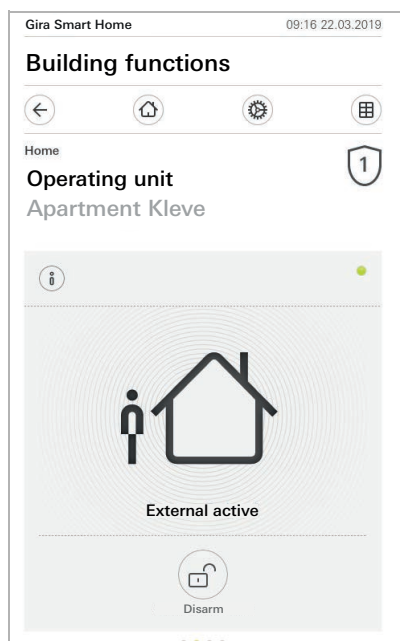 Gira Smart Home 09:16 22.03.2019
Building functions
Home
1
Operating unit
Apartment Kleve
External active
Disarm